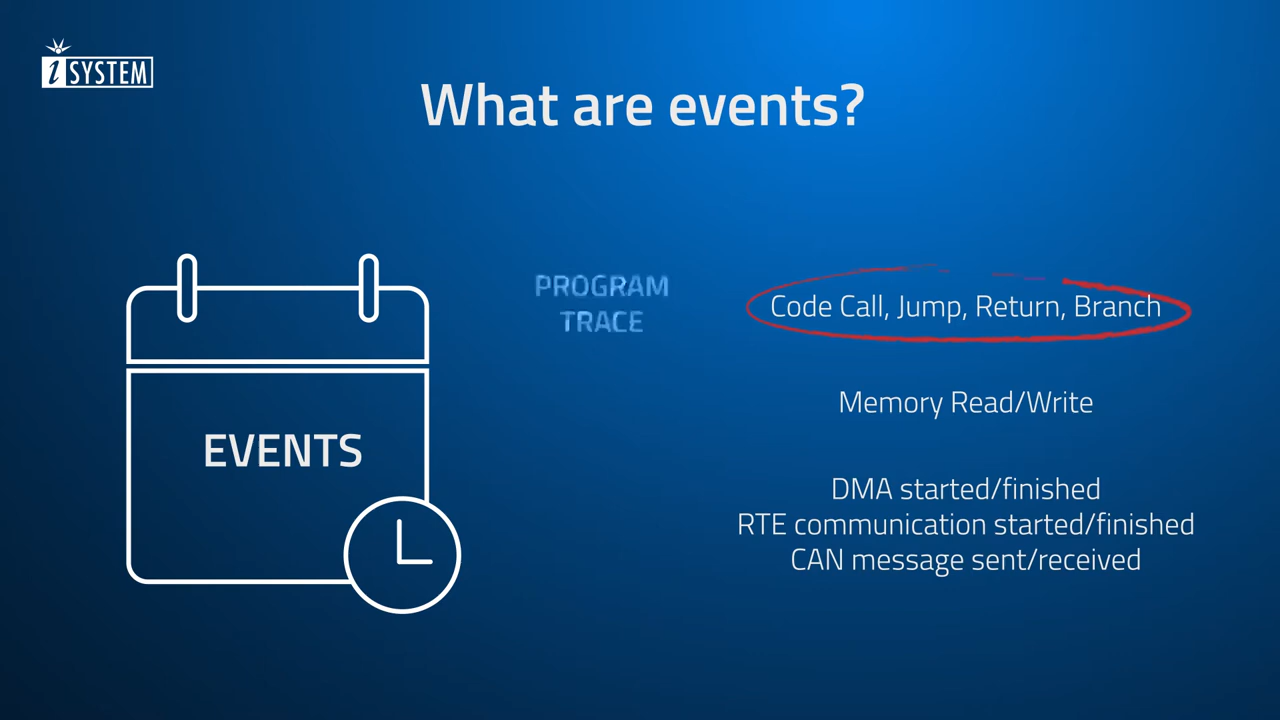 iSYSTEM
What are events?
PROGRAM
TRACE
Code Call, Jump, Return, Branch
Memory Read/Write
EVENTS
DMA started/finished
RTE communication started/finished
CAN message sent/received